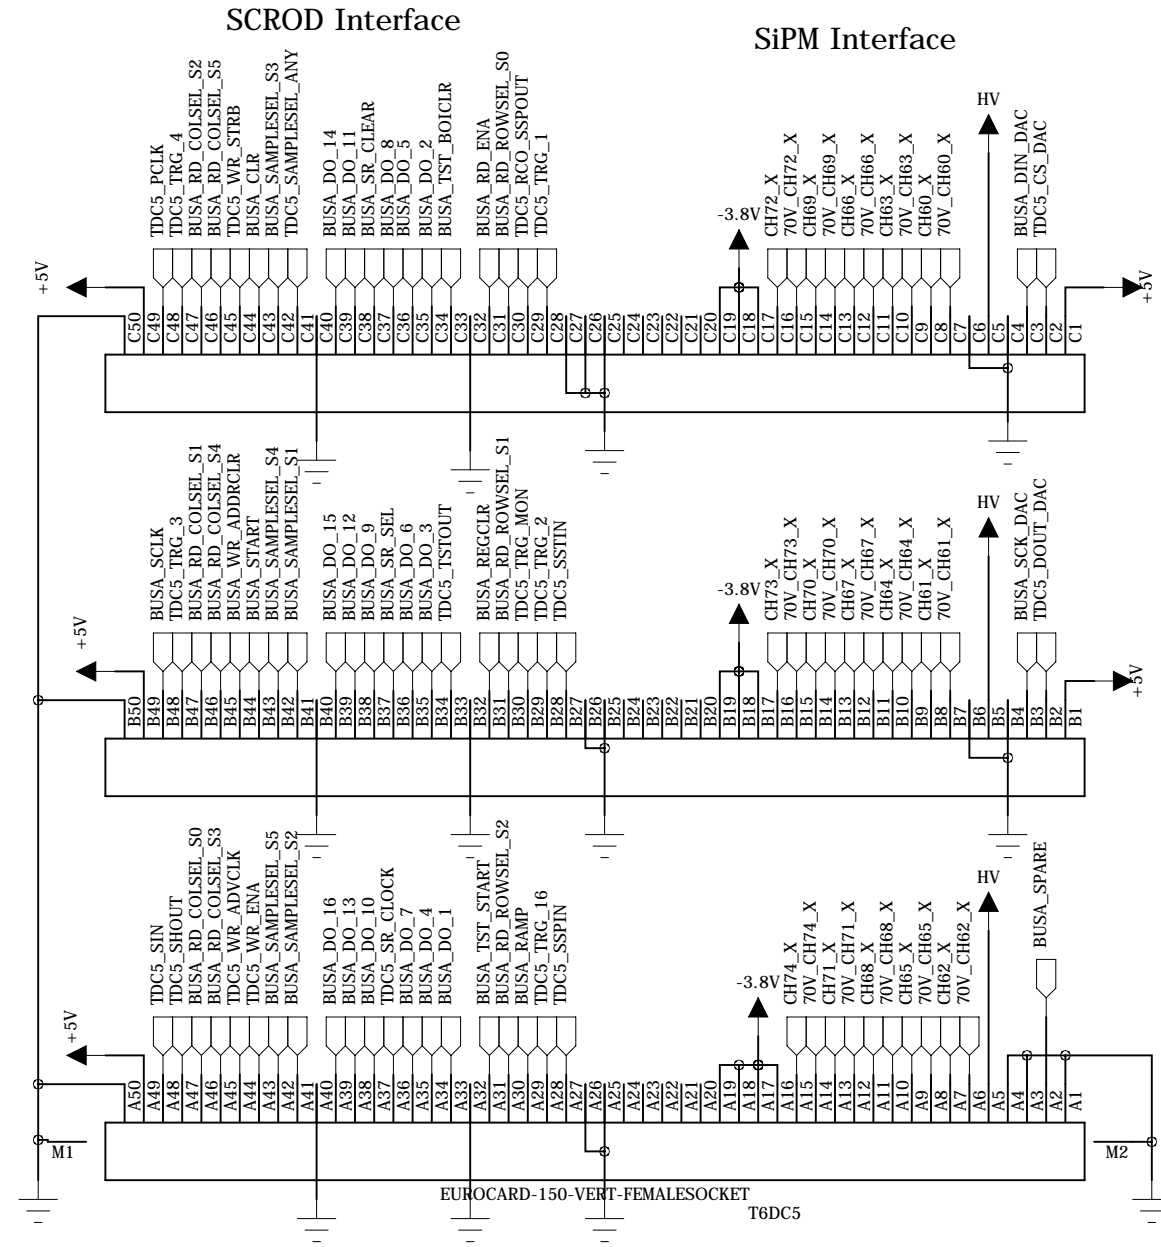 SCROD Interface
SiPM Interface
TDC5_PCLK
TDC5_TRG_4
BUSA_RD_COLSEL_S2
BUSA_RD_COLSEL_S5
TDC5_WR_STRB
BUSA_CLR
BUSA_SAMPLESEL_S3
TDC5_SAMPLESEL_ANY
BUSA_DO_14
BUSA_DO_11
BUSA_SR_CLEAR
BUSA_DO_8
BUSA_DO_5
BUSA_DO_2
BUSA_TST_BOICLR
BUSA_RD_ENA
BUSA_RD_ROWSEL_S0
TDC5_RCO_SSPOUT
TDC5_TRG_1
-3.8V
CH72_X
70V_CH72_X
CH69_X
70V_CH69_X
CH66_X
70V_CH66_X
CH63_X
70V_CH63_X
CH60_X
70V_CH60_X
HV
BUSA_DIN_DAC
TDC5_CS_DAC
+5V
+5V
C50
C49
C48
C47
C46
C45
C44
C43
C42
C41
C40
C39
C38
C37
C36
C35
C34
C33
C32
C31
C30
C29
C28
C27
C26
C25
C24
C23
C22
C21
C20
C19
C18
C17
C16
C15
C14
C13
C12
C11
C10
C9
C8
C7
C6
C5
C4
C3
C2
C1
BUSA_SCLK
TDC5_TRG_3
BUSA_RD_COLSEL_S1
BUSA_RD_COLSEL_S4
BUSA_WR_ADDRCLR
BUSA_START
BUSA_SAMPLESEL_S4
BUSA_SAMPLESEL_S1
BUSA_DO_15
BUSA_DO_12
BUSA_DO_9
BUSA_SR_SEL
BUSA_DO_6
BUSA_DO_3
TDC5_TSTOUT
BUSA_REGCLR
BUSA_RD_ROWSEL_S1
TDC5_TRG_MON
TDC5_TRG_2
TDC5_SSTIN
-3.8V
CH73_X
70V_CH73_X
CH70_X
70V_CH70_X
CH67_X
70V_CH67_X
CH64_X
70V_CH64_X
CH61_X
70V_CH61_X
HV
BUSA_SCK_DAC
TDC5_DOUT_DAC
+5V
+5V
B50
B49
B48
B47
B46
B45
B44
B43
B42
B41
B40
B39
B38
B37
B36
B35
B34
B33
B32
B31
B30
B29
B28
B27
B26
B25
B24
B23
B22
B21
B20
B19
B18
B17
B16
B15
B14
B13
B12
B11
B10
B9
B8
B7
B6
B5
B4
B3
B2
B1
TDC5_SIN
TDC5_SHOUT
BUSA_RD_COLSEL_S0
BUSA_RD_COLSEL_S3
TDC5_WR_ADVCLK
TDC5_WR_ENA
BUSA_SAMPLESEL_S5
BUSA_SAMPLESEL_S2
BUSA_DO_16
BUSA_DO_13
BUSA_DO_10
TDC5_SR_CLOCK
BUSA_DO_7
BUSA_DO_4
BUSA_DO_1
BUSA_TST_START
BUSA_RD_ROWSEL_S2
BUSA_RAMP
TDC5_TRG_16
TDC5_SSPIN
-3.8V
CH74_X
70V_CH74_X
CH71_X
70V_CH71_X
CH68_X
70V_CH68_X
CH65_X
70V_CH65_X
CH62_X
70V_CH62_X
HV
BUSA_SPARE
+5V
A50
A49
A48
A47
A46
A45
A44
A43
A42
A41
A40
A39
A38
A37
A36
A35
A34
A33
A32
A31
A30
A29
A28
A27
A26
A25
A24
A23
A22
A21
A20
A19
A18
A17
A16
A15
A14
A13
A12
A11
A10
A9
A8
A7
A6
A5
A4
A3
A2
A1
M1
M2
EUROCARD-150-VERT-FEMALESOCKET
T6DC5